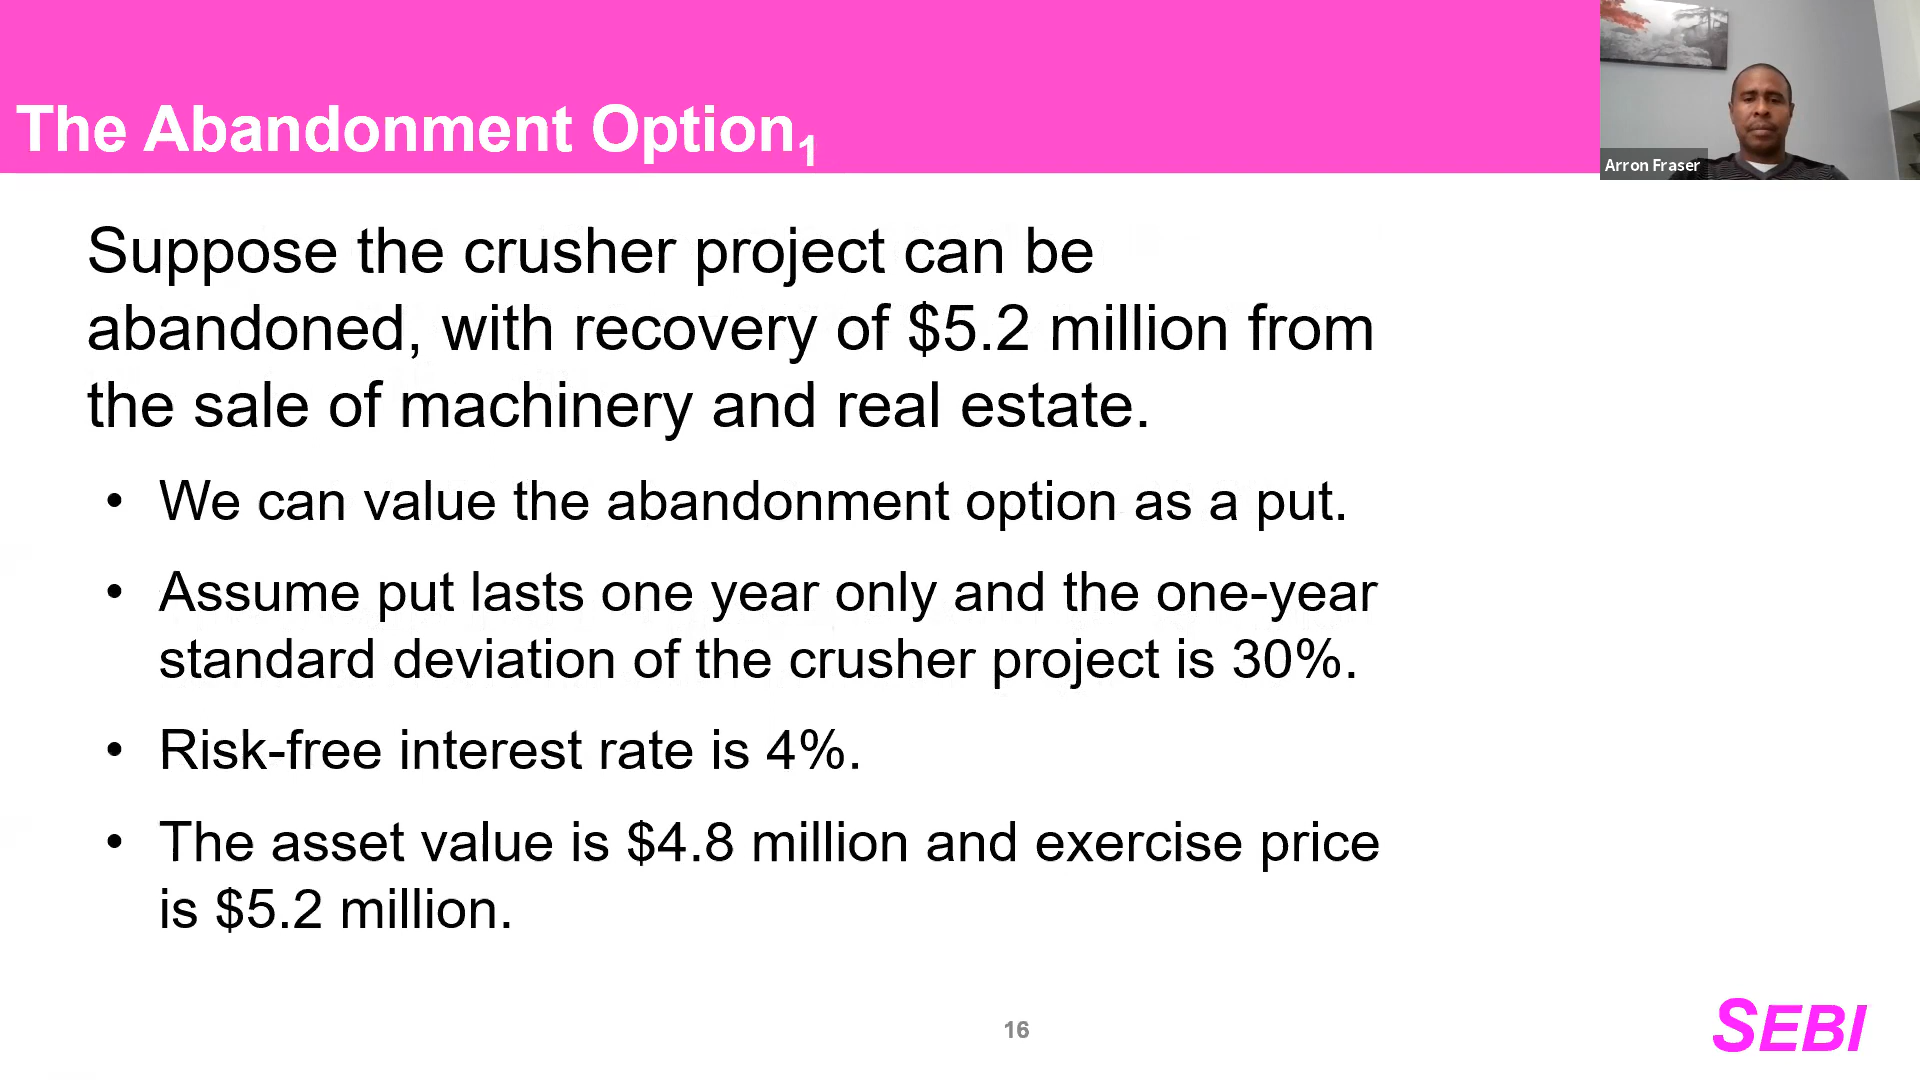 The Abandonment Option1
Arron Fraser
Suppose the crusher project can be
abandoned, with recovery of $5.2 million from
the sale of machinery and real estate.
• We can value the abandonment option as a put.
• Assume put lasts one year only and the one-year
standard deviation of the crusher project is 30%.
• Risk-free interest rate is 4%.
• The asset value is $4.8 million and exercise price
is $5.2 million.
16
SEBI